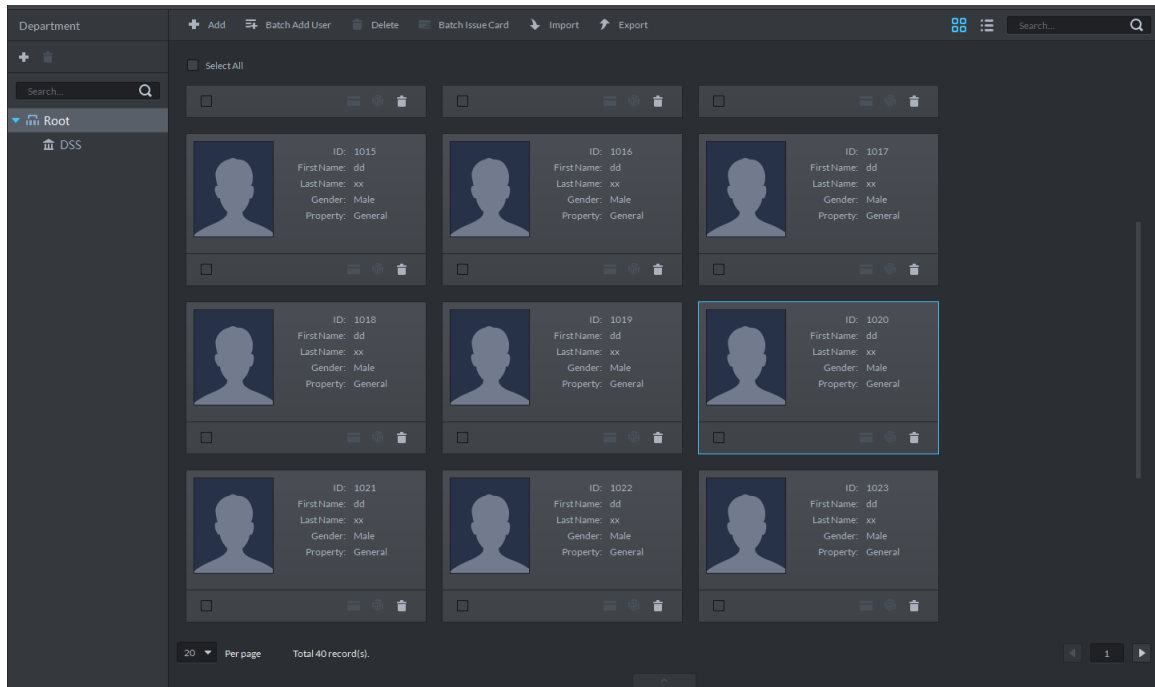 Department
Add Batch Add User Delete Batch Issue Card Import Export Search...
Select All
Search...
Root
DSS
ID: 1015
First Name: dd
Last Name: xx
Gender: Male
Property: General
ID: 1016
First Name: dd
Last Name: xx
Gender: Male
Property: General
ID: 1017
First Name: dd
Last Name: xx
Gender: Male
Property: General
ID: 1018
First Name: dd
Last Name: xx
Gender: Male
Property: General
ID: 1019
First Name: dd
Last Name: xx
Gender: Male
Property: General
ID: 1020
First Name: dd
Last Name: xx
Gender: Male
Property: General
ID: 1021
First Name: dd
Last Name: xx
Gender: Male
Property: General
ID: 1022
First Name: dd
Last Name: xx
Gender: Male
Property: General
ID: 1023
First Name: dd
Last Name: xx
Gender: Male
Property: General
20 Per page Total 40 record(s). 1